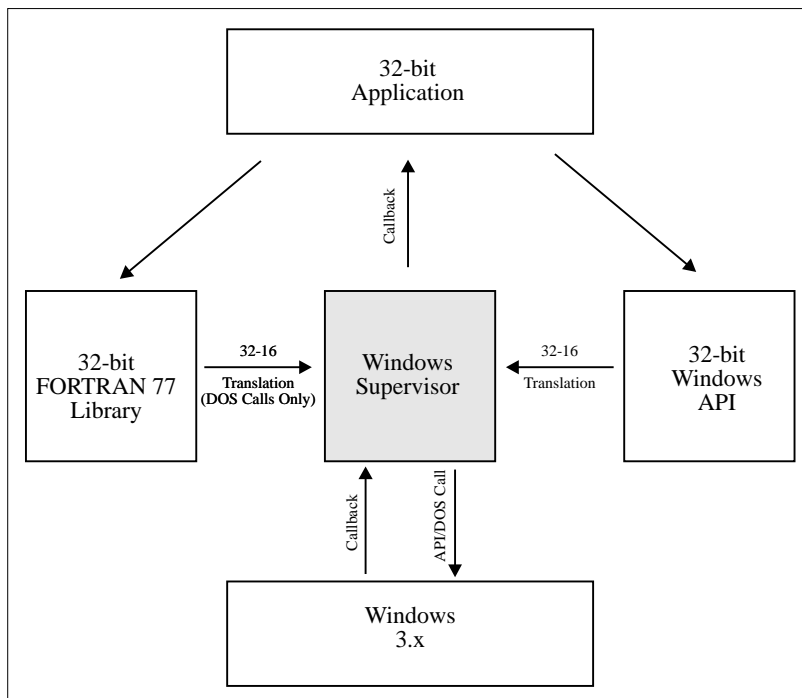 32-bit
Application
Callback
32-bit
FORTRAN 77
Library
32-16
Translation
(DOS Calls Only)
Windows
Supervisor
32-16
Translation
32-bit
Windows
API
Callback
API/DOS Call
Windows
3.x